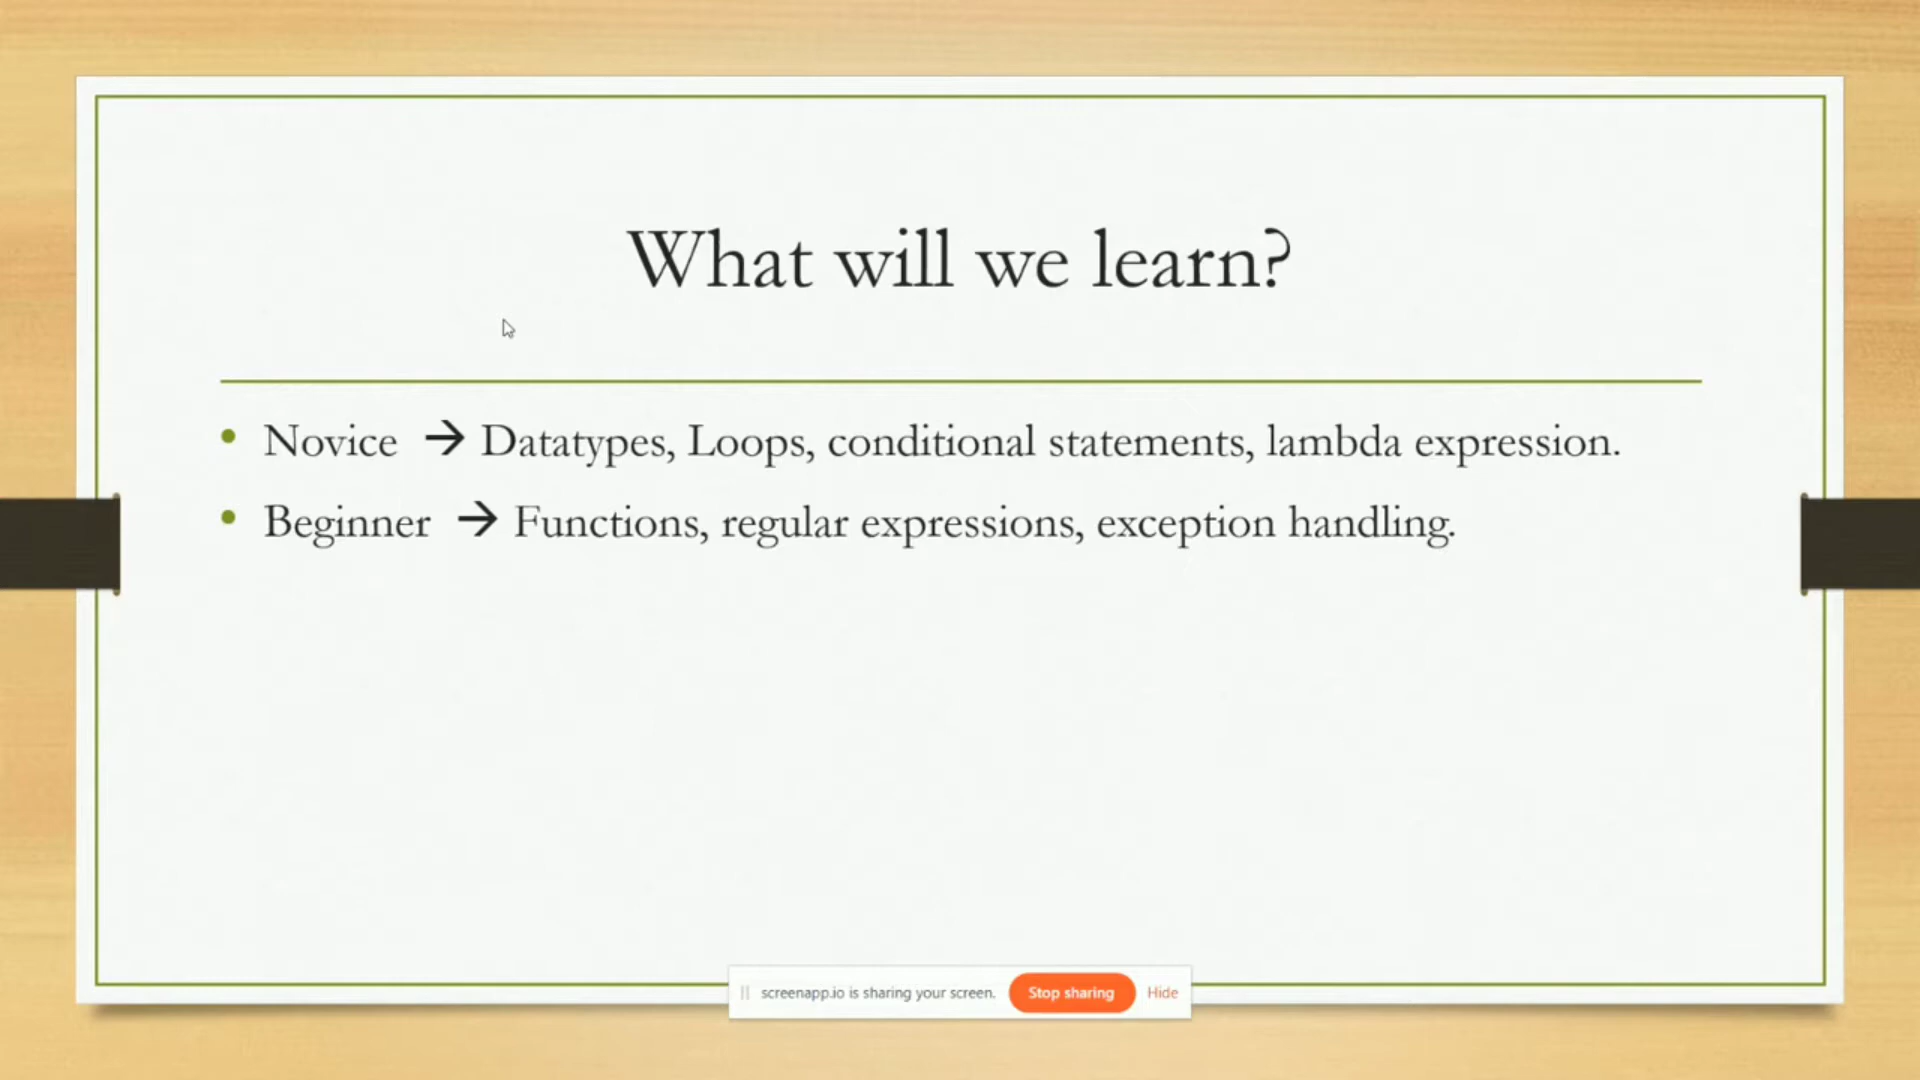 What will we learn?
• Novice → Datatypes, Loops, conditional statements, lambda expression.
• Beginner → Functions, regular expressions, exception handling.
screenapp.io is sharing your screen. Stop sharing Hide